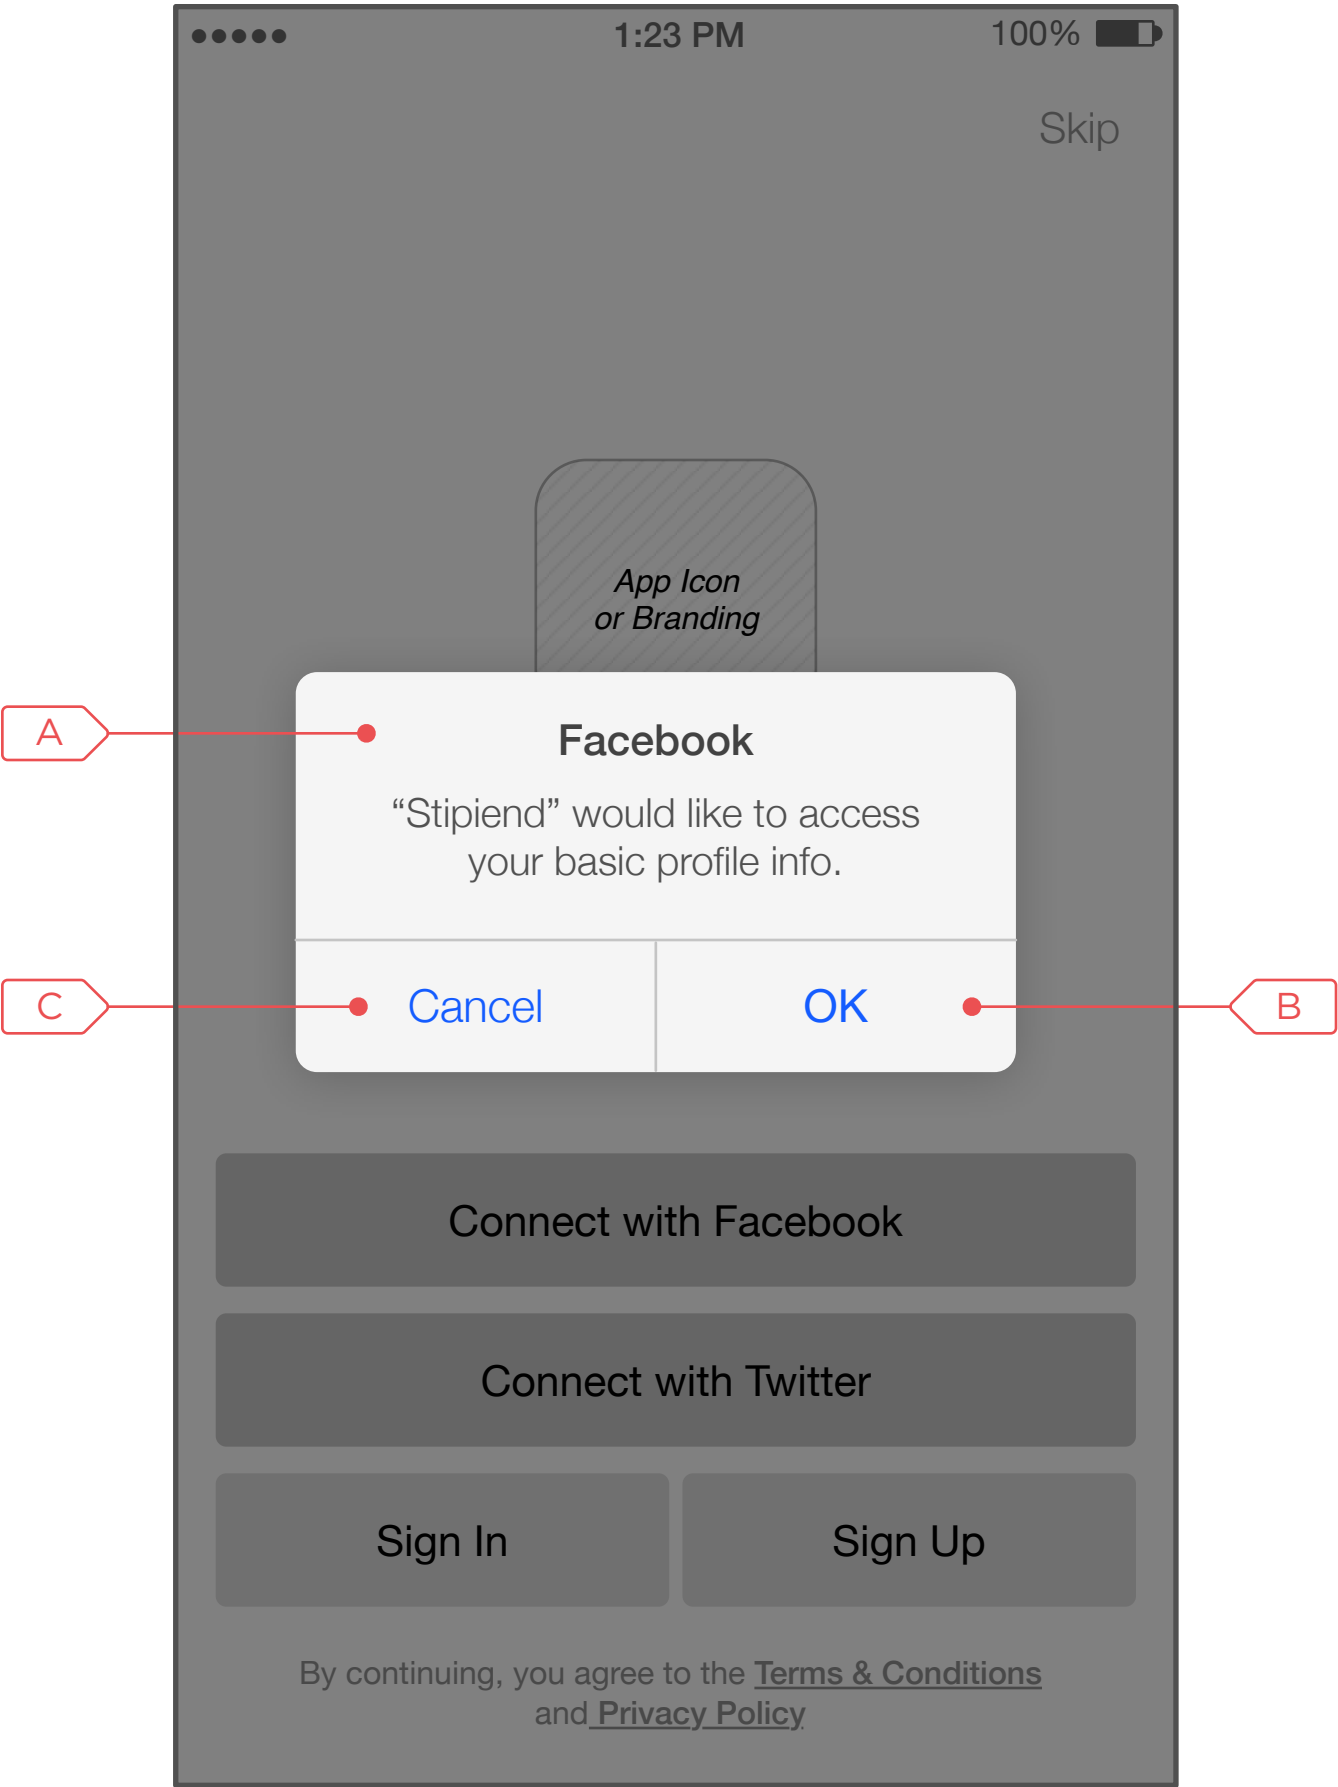 1:23 PM
100%
Skip
App Icon
or Branding
A
Facebook
“Stipiend” would like to access
your basic profile info.
C
Cancel
OK
B
Connect with Facebook
Connect with Twitter
Sign In
Sign Up
By continuing, you agree to the Terms & Conditions
and Privacy Policy